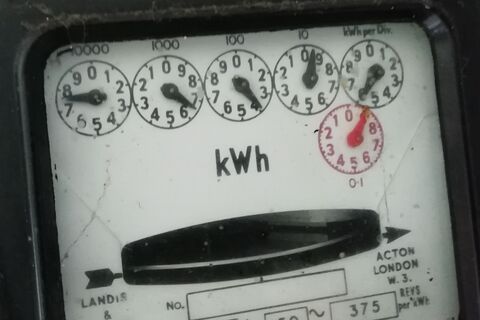 10000 1000 100 10 kWh per Div.
kWh
0·1
ACTON
LONDON
W. 3.
LANDIS
&
No.
~ 375 REVS
per kWh